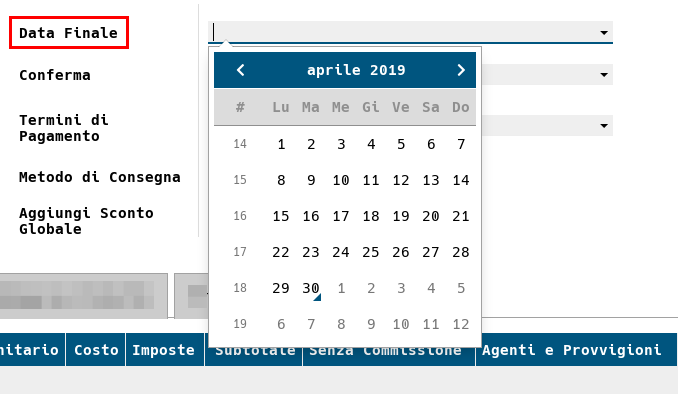 Data Finale
Conferma
Termini di
Pagamento
Metodo di Consegna
Aggiungi Sconto
Globale
aprile 2019
# Lu Ma Me Gi Ve Sa Do
14 1 2 3 4 5 6 7
15 8 9 10 11 12 13 14
16 15 16 17 18 19 20 21
17 22 23 24 25 26 27 28
18 29 30 1 2 3 4 5
19 6 7 8 9 10 11 12
nitario Costo Imposte Subtotale Senza Commissione Agenti e Provvigioni